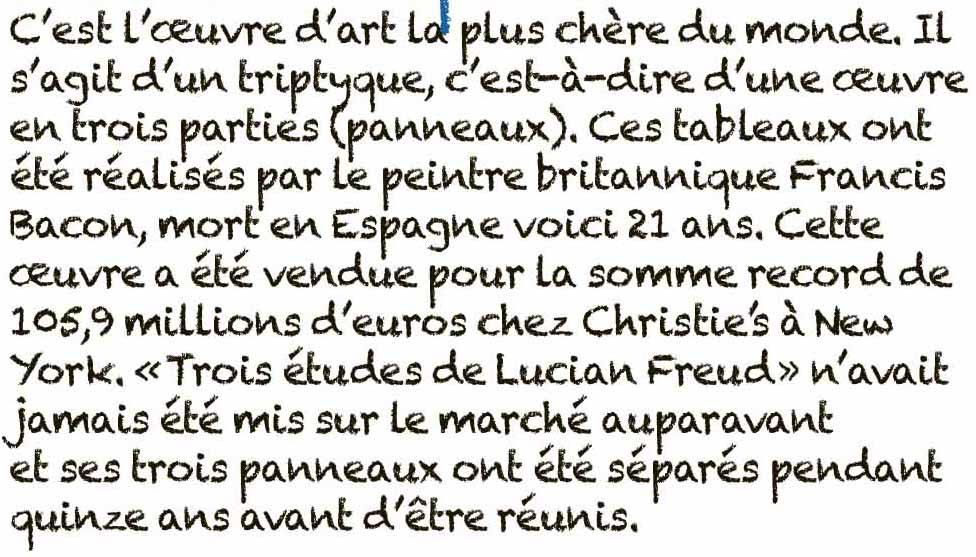 C'est l'œuvre d'art la plus chère du monde. Il
s'agit d'un triptyque, c'est-à-dire d'une œuvre
en trois parties (panneaux). Ces tableaux ont
été réalisés par le peintre britannique Francis
Bacon, mort en Espagne voici 21 ans. Cette
œuvre a été vendue pour la somme record de
105,9 millions d'euros chez Christie's à New
York. «Trois études de Lucian Freud» n'avait
jamais été mis sur le marché auparavant
et ses trois panneaux ont été séparés pendant
quinze ans avant d'être réunis.